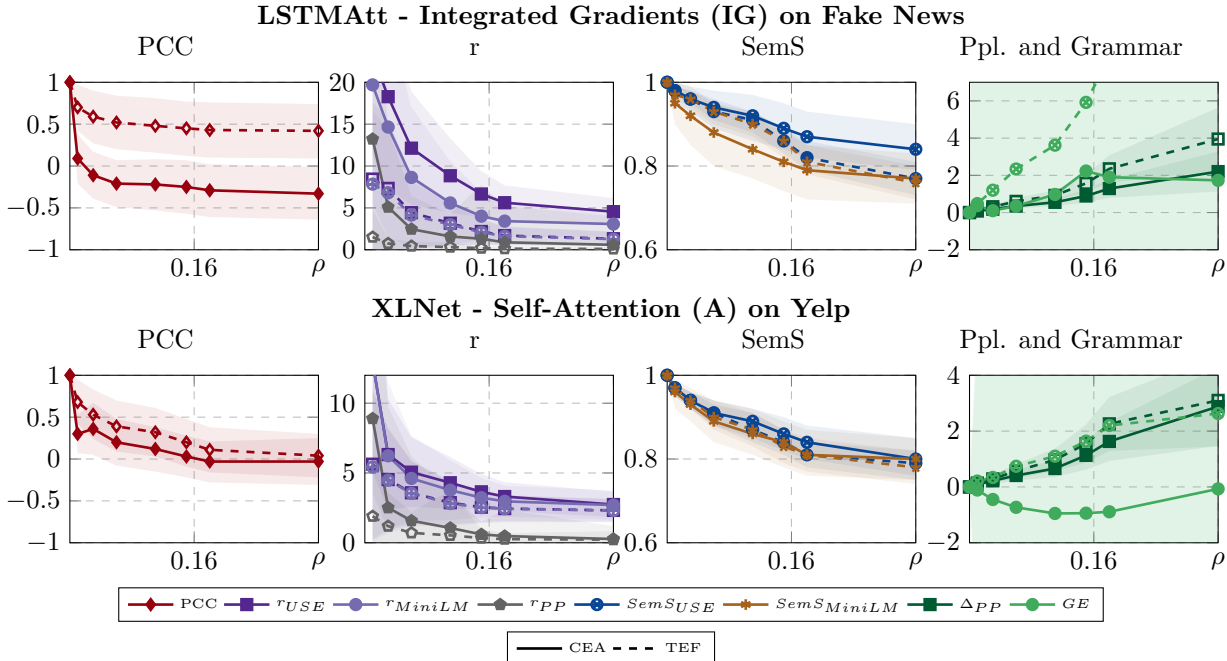 LSTMAtt - Integrated Gradients (IG) on Fake News
PCC r SemS Ppl. and Grammar
1 20 1 6
0.5 15 4
0 10 0.8 2
−0.5 5 0
−1 0 0.6 −2
0.16 ρ 0.16 ρ 0.16 ρ 0.16 ρ
XLNet - Self-Attention (A) on Yelp
PCC r SemS Ppl. and Grammar
1 1 4
0.5 10 2
0 5 0.8 0
−0.5
−1 0 0.6 −2
0.16 ρ 0.16 ρ 0.16 ρ 0.16 ρ
PCC r_USE r_MiniLM r_PP SemS_USE SemS_MiniLM Δ_PP GE
CEA TEF